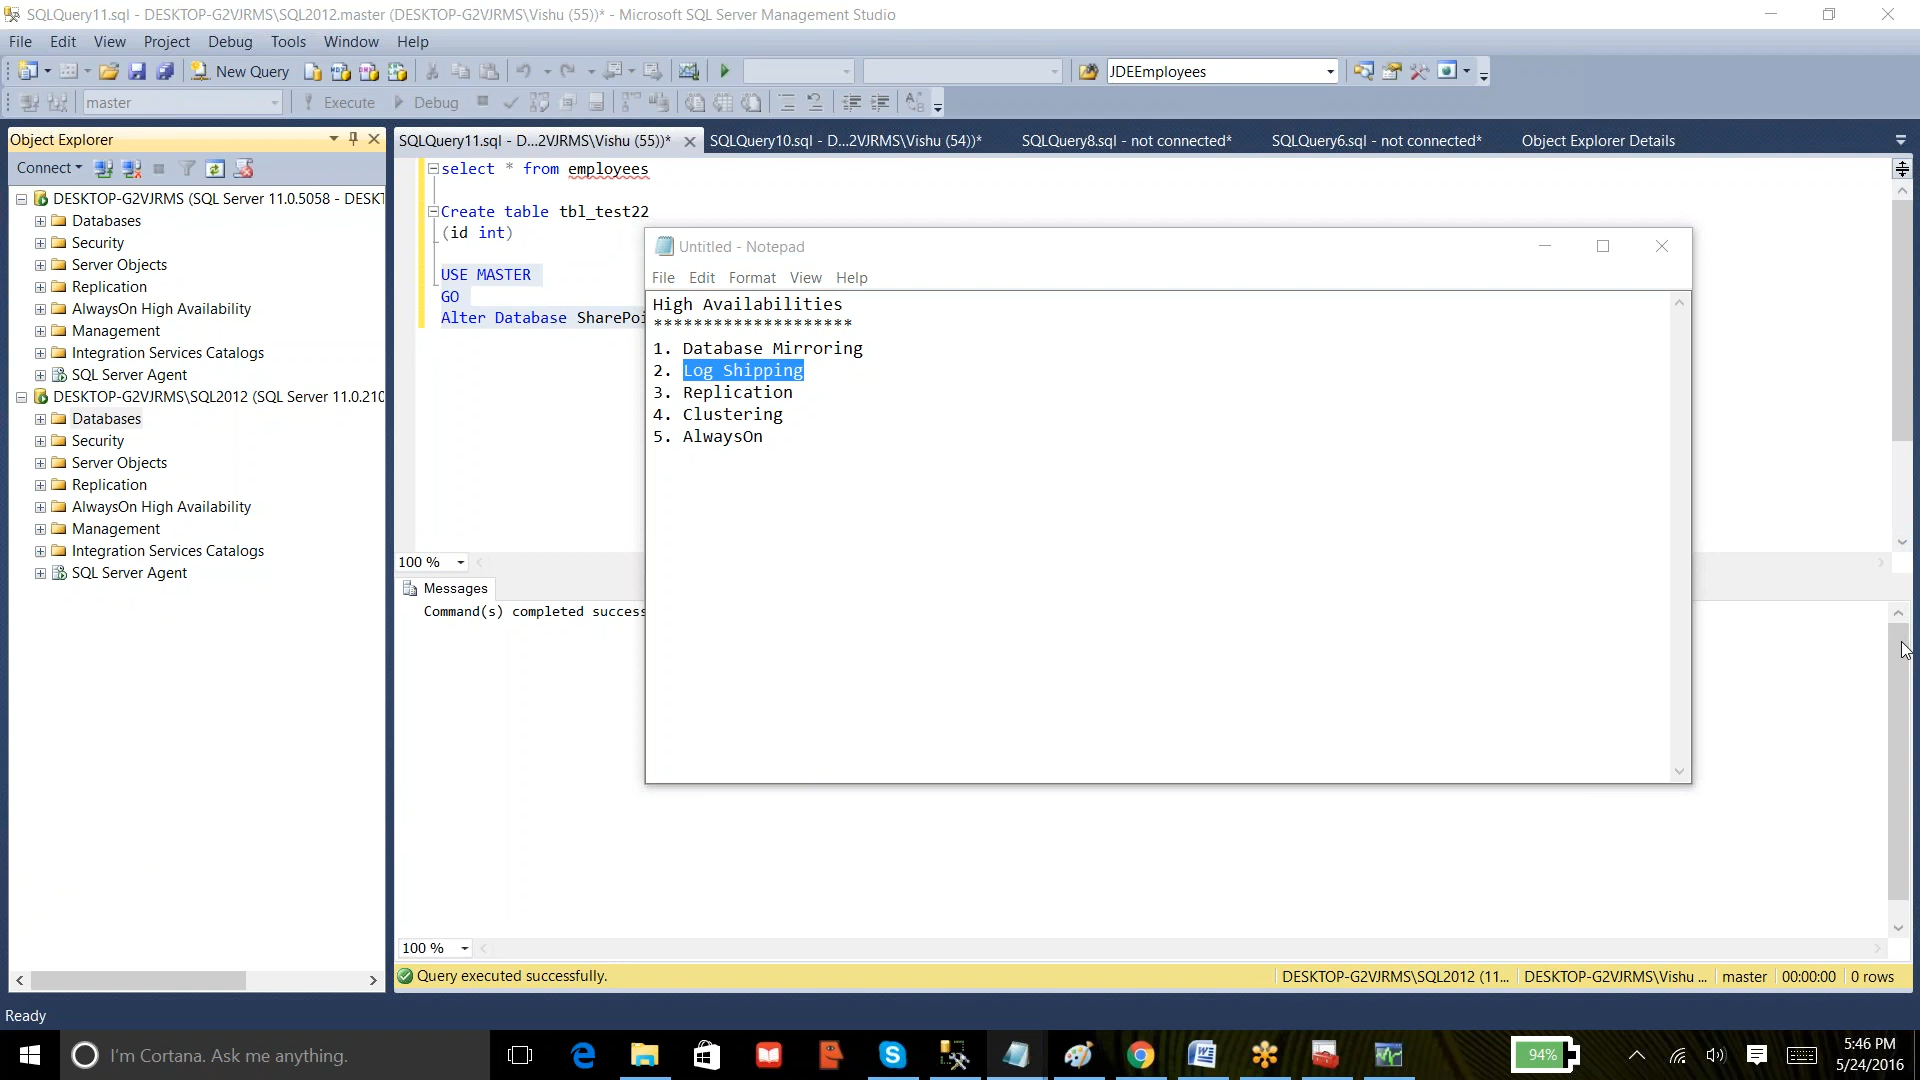 SQLQuery11.sql - DESKTOP-G2VJRMS\SQL2012.master (DESKTOP-G2VJRMS\Vishu (55))* - Microsoft SQL Server Management Studio
File Edit View Project Debug Tools Window Help
New Query JDEEmployees
master Execute Debug
Object Explorer
Connect
DESKTOP-G2VJRMS (SQL Server 11.0.5058 - DESKT
Databases
Security
Server Objects
Replication
AlwaysOn High Availability
Management
Integration Services Catalogs
SQL Server Agent
DESKTOP-G2VJRMS\SQL2012 (SQL Server 11.0.210
Databases
Security
Server Objects
Replication
AlwaysOn High Availability
Management
Integration Services Catalogs
SQL Server Agent
SQLQuery11.sql - D...2VJRMS\Vishu (55))* SQLQuery10.sql - D...2VJRMS\Vishu (54))* SQLQuery8.sql - not connected* SQLQuery6.sql - not connected* Object Explorer Details
select * from employees
Create table tbl_test22
(id int)
USE MASTER
GO
Alter Database SharePoi
100 %
Messages
Command(s) completed success
100 %
Untitled - Notepad
File Edit Format View Help
High Availabilities
********************
1. Database Mirroring
2. Log Shipping
3. Replication
4. Clustering
5. AlwaysOn
Query executed successfully. DESKTOP-G2VJRMS\SQL2012 (11... DESKTOP-G2VJRMS\Vishu ... master 00:00:00 0 rows
Ready
I'm Cortana. Ask me anything.
94%
5:46 PM
5/24/2016